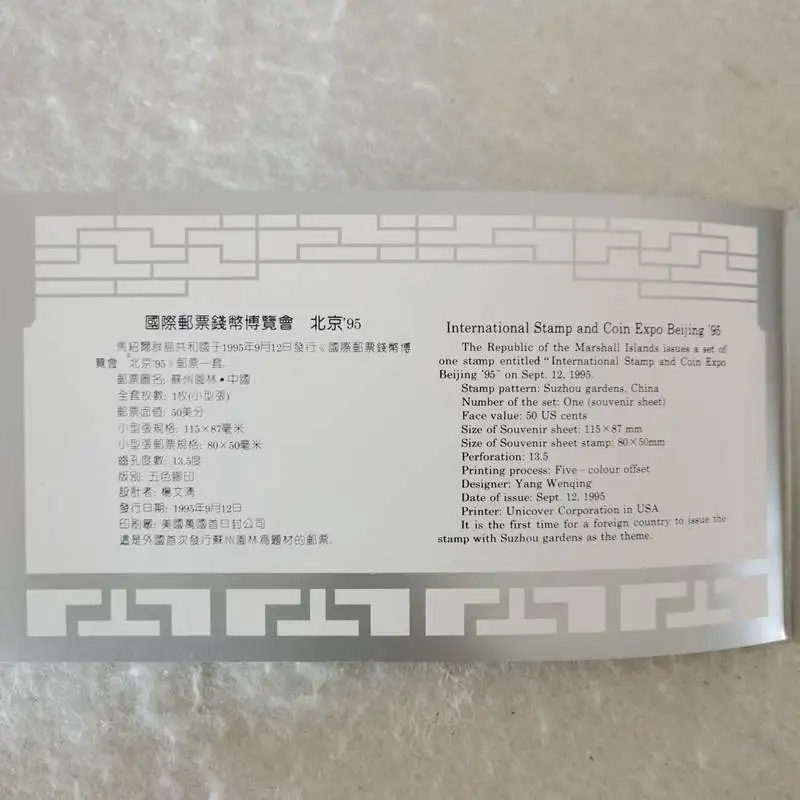 國際郵票錢幣博覽會 北京'95
馬紹爾群島共和國于1995年9月12日發行《國際郵票錢幣博
覽會 北京'95》郵票一套.
郵票圖名: 蘇州園林·中國
全套枚數: 1枚(小型張)
郵票面值: 50美分
小型張規格: 115×87毫米
小型張郵票規格: 80×50毫米
齒孔度數: 13.5度
版別: 五色膠印
設計者: 楊文清
發行日期: 1995年9月12日
印刷廠: 美國萬國首日封公司
這是外國首次發行蘇州園林爲題材的郵票.
International Stamp and Coin Expo Beijing '95
The Republic of the Marshall Islands issues a set of
one stamp entitled "International Stamp and Coin Expo
Beijing '95" on Sept. 12, 1995.
Stamp pattern: Suzhou gardens, China
Number of the set: One (souvenir sheet)
Face value: 50 US cents
Size of Souvenir sheet: 115×87 mm
Size of Souvenir sheet stamp: 80×50mm
Perforation: 13.5
Printing process: Five-colour offset
Designer: Yang Wenqing
Date of issue: Sept. 12, 1995
Printer: Unicover Corporation in USA
It is the first time for a foreign country to issue the
stamp with Suzhou gardens as the theme.